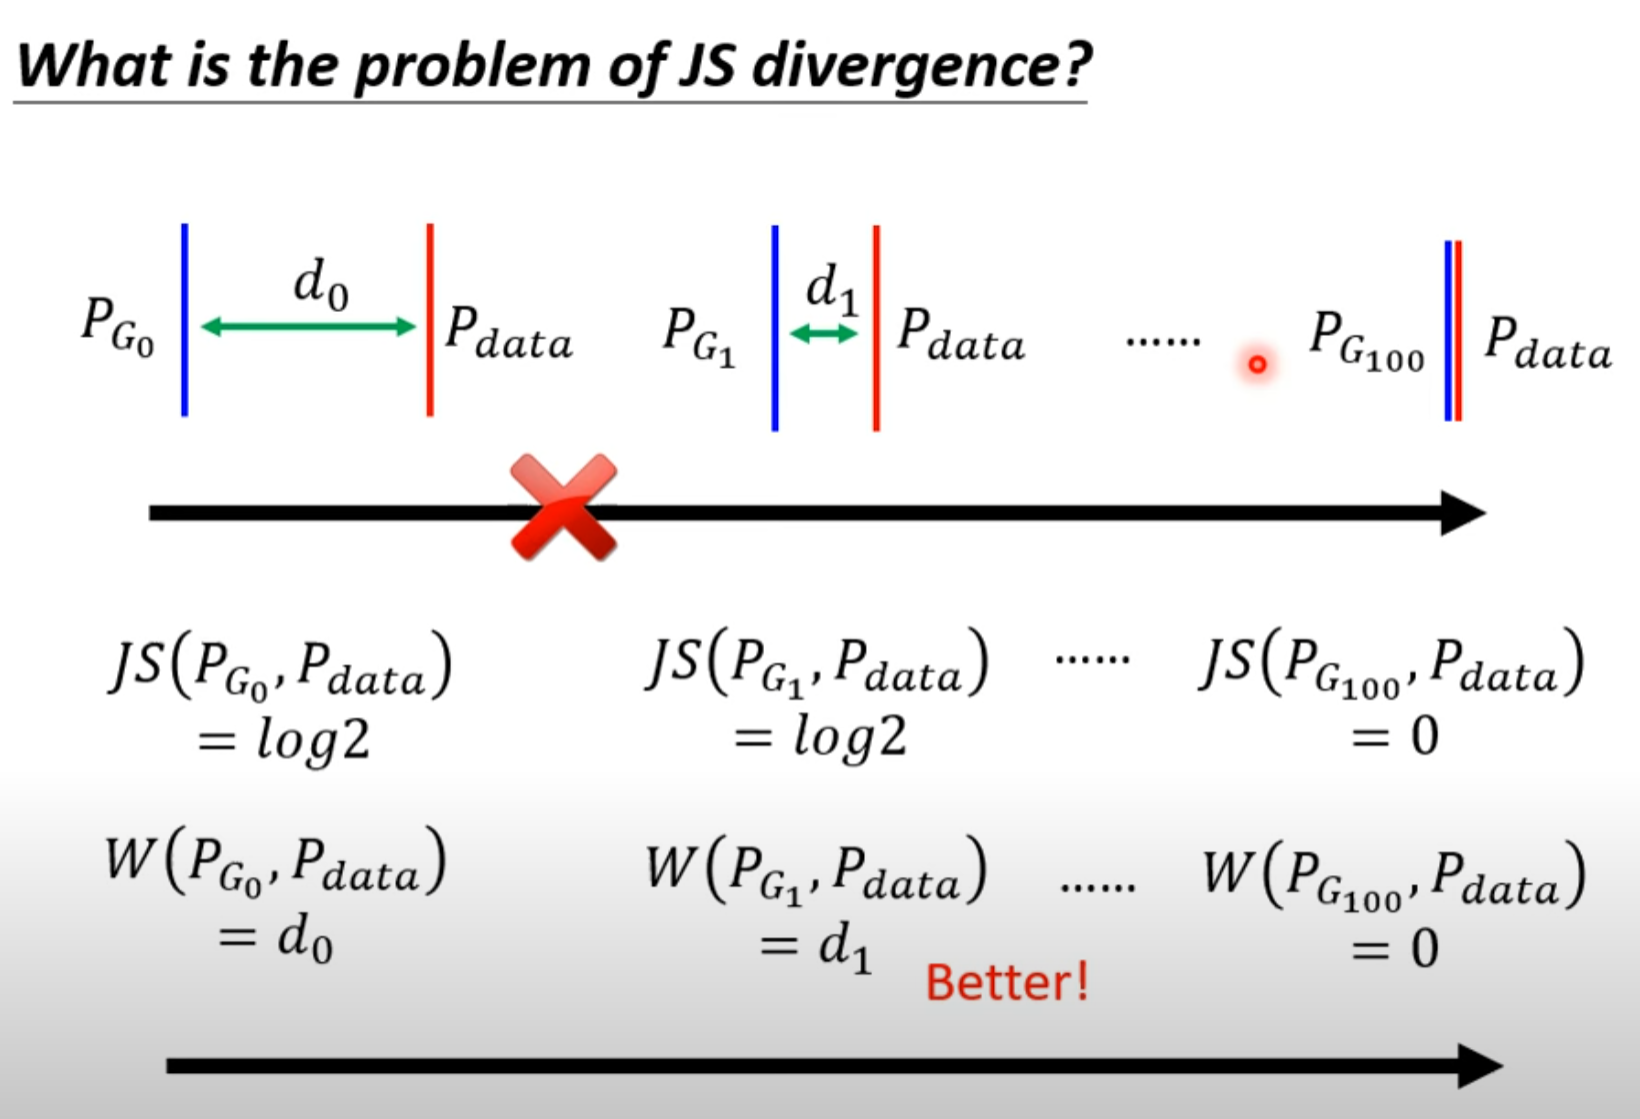 What is the problem of JS divergence?
P_{G_0} d_0 P_{data} P_{G_1} d_1 P_{data} …… P_{G_{100}} P_{data}
JS(P_{G_0}, P_{data}) JS(P_{G_1}, P_{data}) …… JS(P_{G_{100}}, P_{data})
= log2 = log2 = 0
W(P_{G_0}, P_{data}) W(P_{G_1}, P_{data}) …… W(P_{G_{100}}, P_{data})
= d_0 = d_1 = 0
Better!